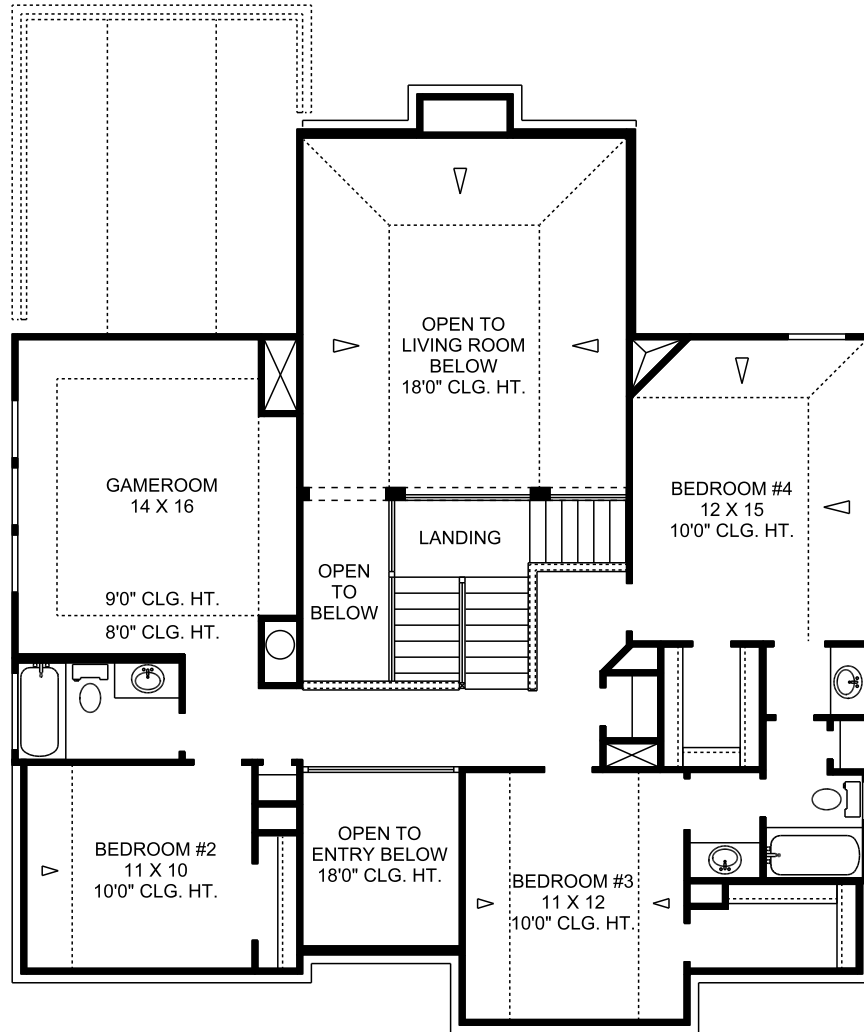 OPEN TO
LIVING ROOM
BELOW
18'0" CLG. HT.
GAMEROOM
14 X 16
9'0" CLG. HT.
8'0" CLG. HT.
BEDROOM #4
12 X 15
10'0" CLG. HT.
LANDING
OPEN
TO
BELOW
BEDROOM #2
11 X 10
10'0" CLG. HT.
OPEN TO
ENTRY BELOW
18'0" CLG. HT.
BEDROOM #3
11 X 12
10'0" CLG. HT.